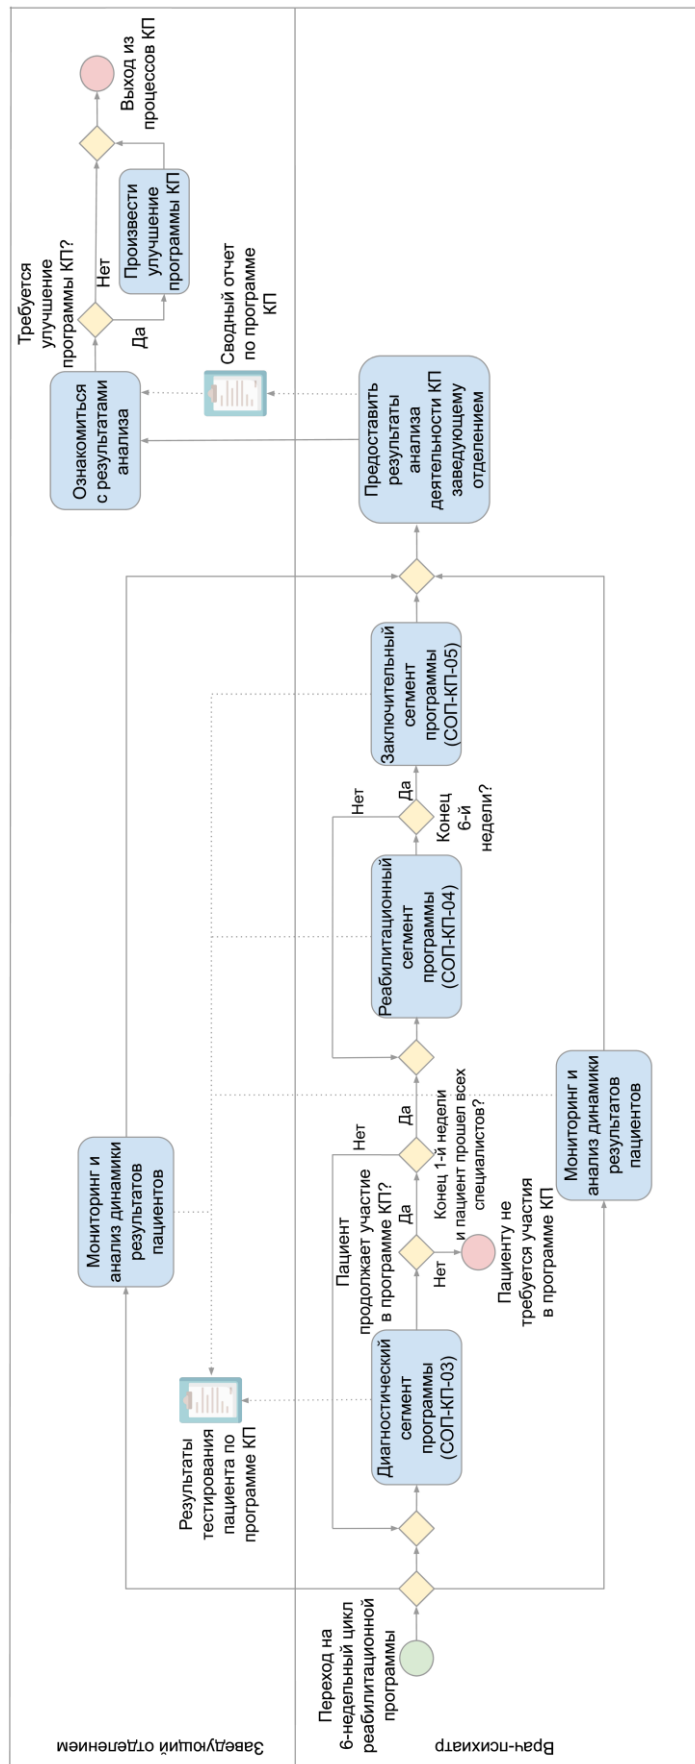 Заведующий отделением
Мониторинг и
анализ динамики
результатов
пациентов
Результаты
тестирования
пациента по
программе КП
Ознакомиться
с результатами
анализа
Требуется
улучшение
программы КП?
Нет
Да
Произвести
улучшение
программы КП
Выход из
процессов КП
Сводный отчет
по программе
КП
Врач-психиатр
Переход на
6-недельный цикл
реабилитационной
программы
Диагностический
сегмент
программы
(СОП-КП-03)
Пациент
продолжает участие
в программе КП?
Да
Нет
Пациенту не
требуется участия
в программе КП
Конец 1-й недели
и пациент прошел всех
специалистов?
Нет
Да
Реабилитационный
сегмент
программы
(СОП-КП-04)
Конец
6-й
недели?
Нет
Да
Заключительный
сегмент
программы
(СОП-КП-05)
Предоставить
результаты
анализа
деятельности КП
заведующему
отделением
Мониторинг и
анализ динамики
результатов
пациентов